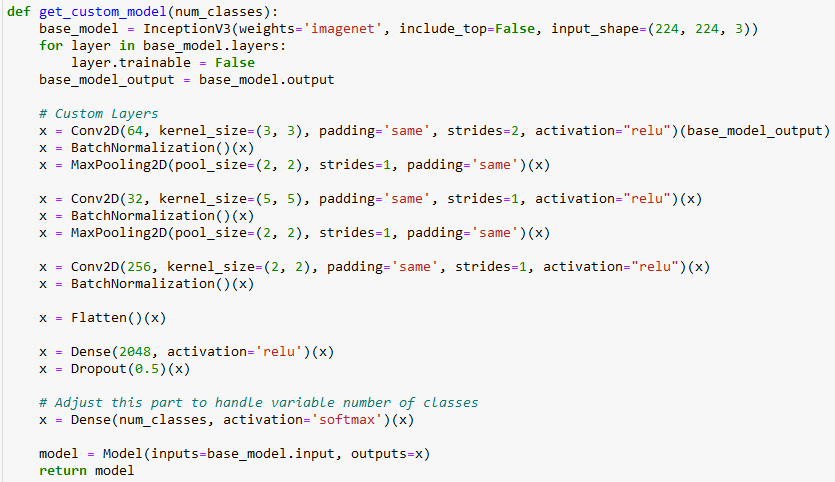 def get_custom_model(num_classes):
    base_model = InceptionV3(weights='imagenet', include_top=False, input_shape=(224, 224, 3))
    for layer in base_model.layers:
        layer.trainable = False
    base_model_output = base_model.output

    # Custom Layers
    x = Conv2D(64, kernel_size=(3, 3), padding='same', strides=2, activation="relu")(base_model_output)
    x = BatchNormalization()(x)
    x = MaxPooling2D(pool_size=(2, 2), strides=1, padding='same')(x)

    x = Conv2D(32, kernel_size=(5, 5), padding='same', strides=1, activation="relu")(x)
    x = BatchNormalization()(x)
    x = MaxPooling2D(pool_size=(2, 2), strides=1, padding='same')(x)

    x = Conv2D(256, kernel_size=(2, 2), padding='same', strides=1, activation="relu")(x)
    x = BatchNormalization()(x)

    x = Flatten()(x)

    x = Dense(2048, activation='relu')(x)
    x = Dropout(0.5)(x)

    # Adjust this part to handle variable number of classes
    x = Dense(num_classes, activation='softmax')(x)

    model = Model(inputs=base_model.input, outputs=x)
    return model